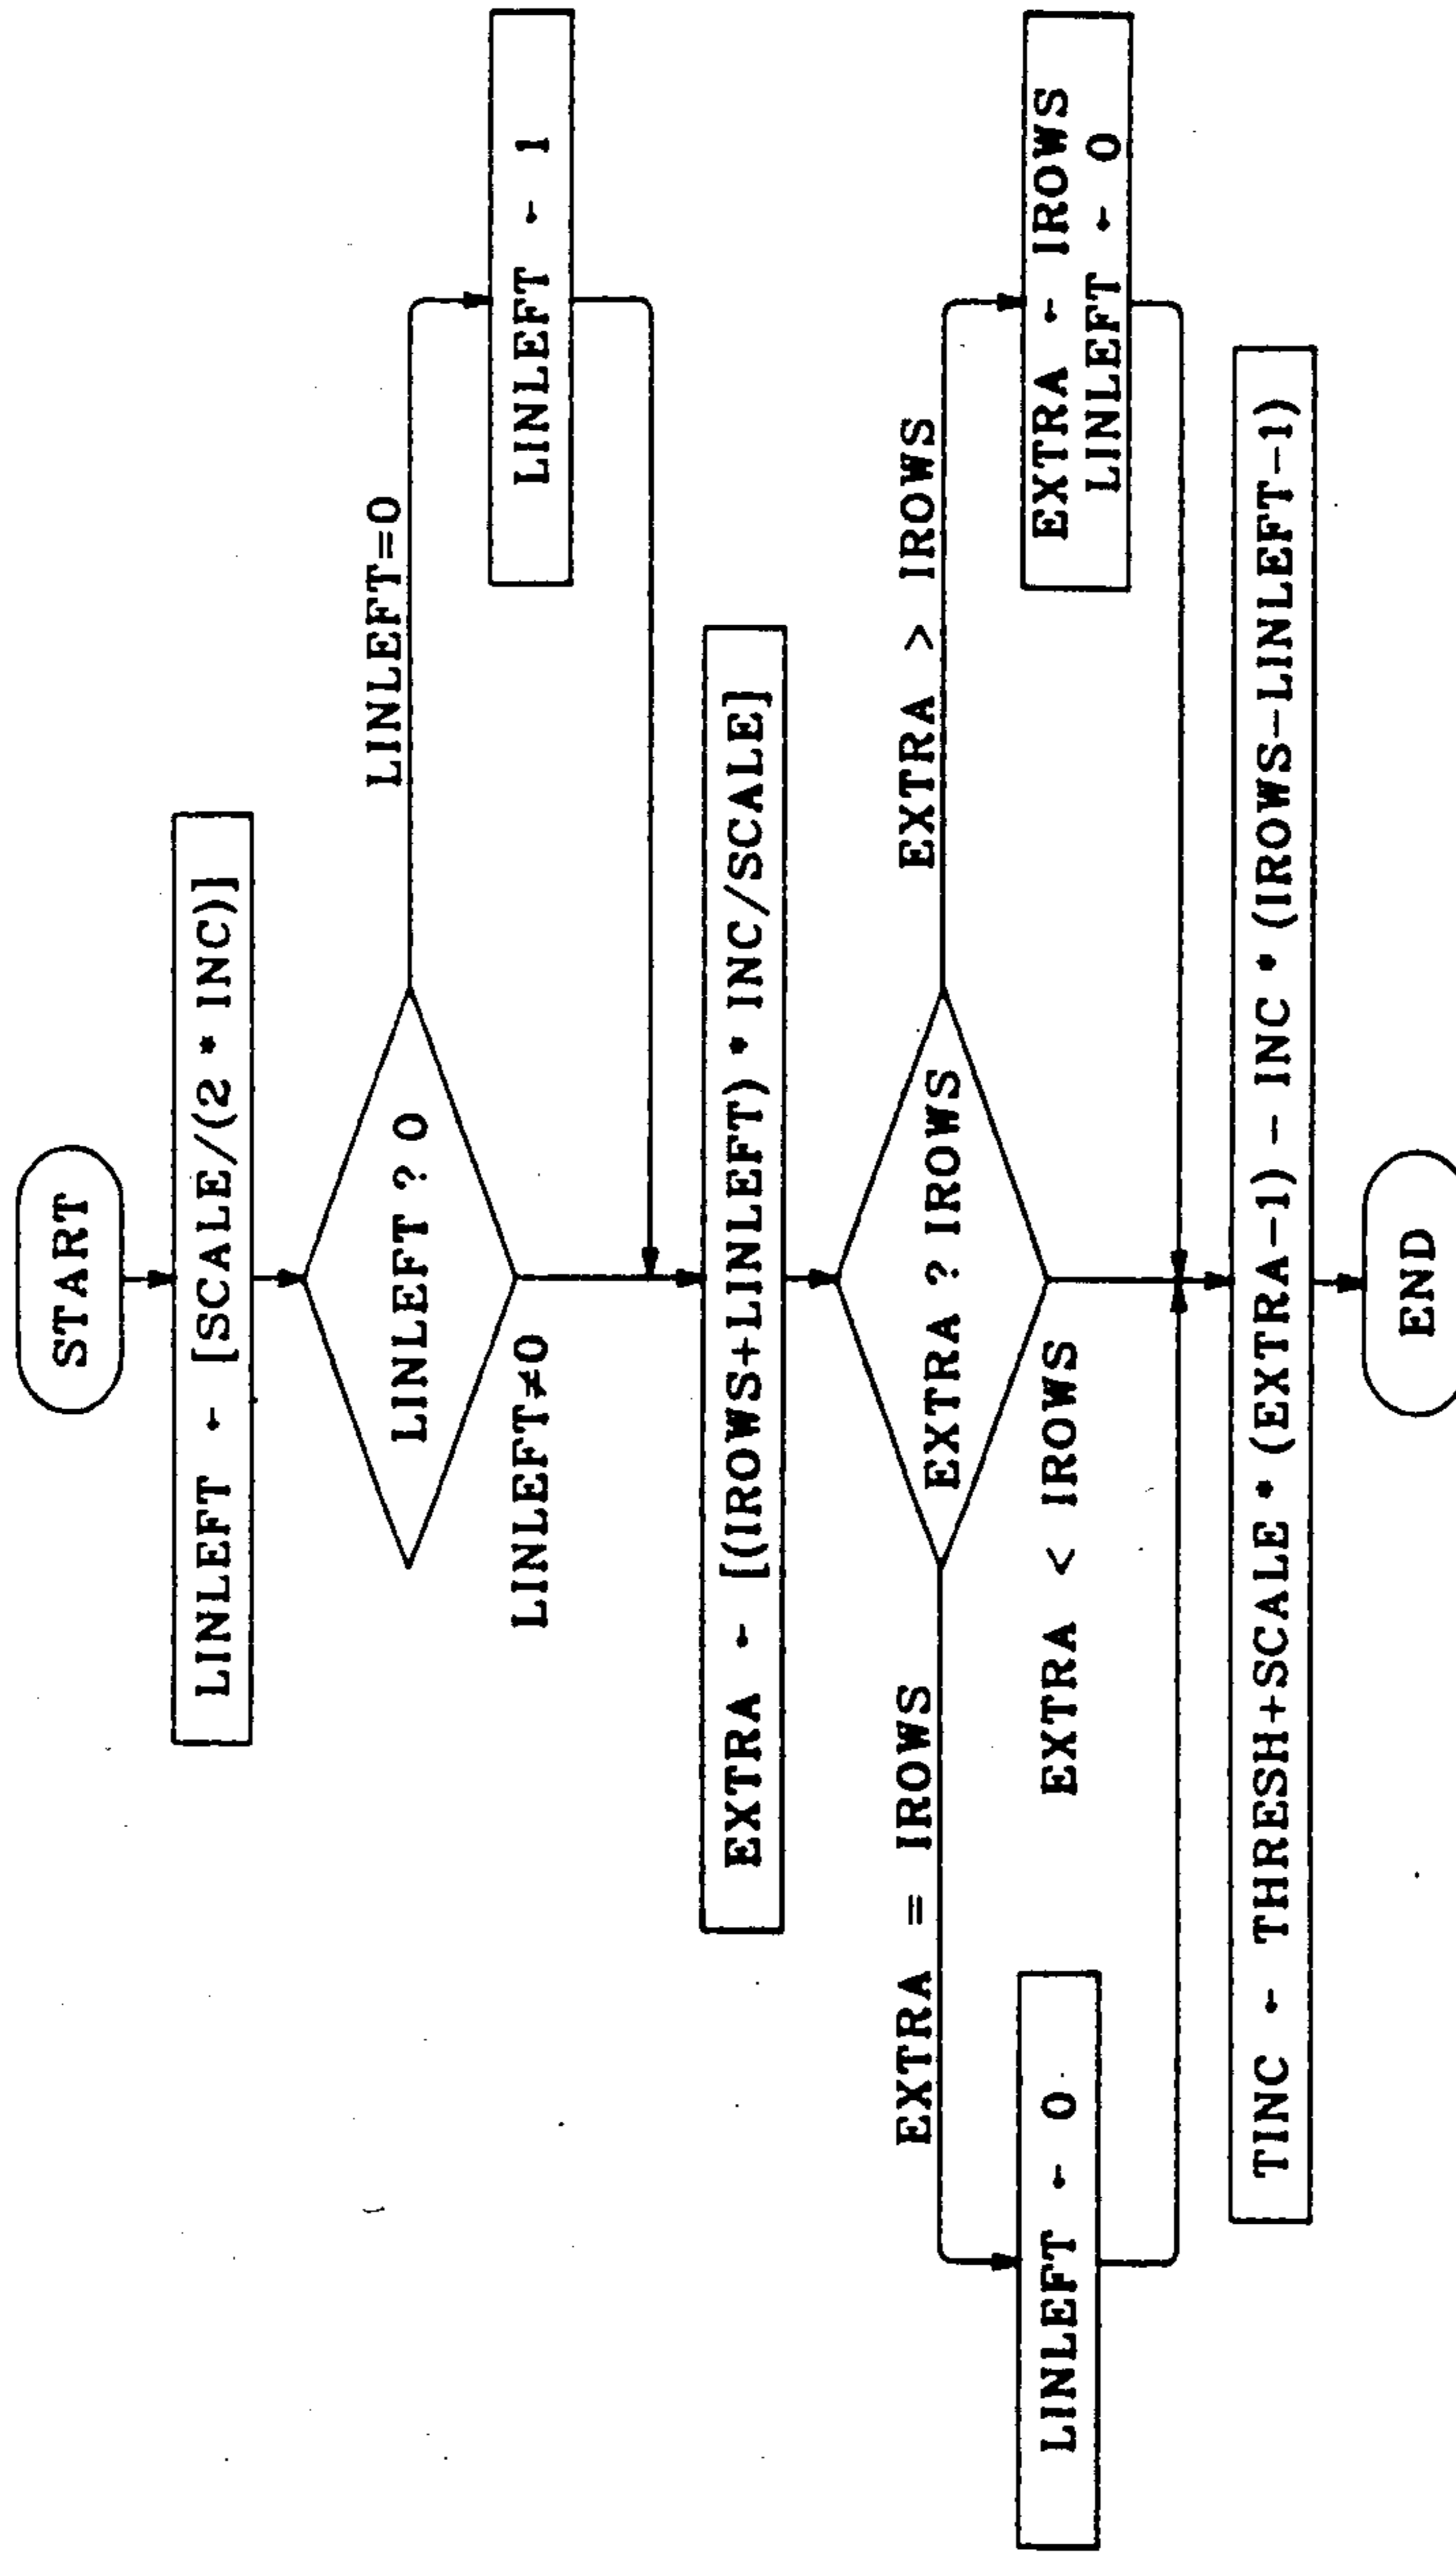 START
LINLEFT ← [SCALE/(2 * INC)]
LINLEFT ? 0
LINLEFT=0
LINLEFT ← 1
LINLEFT≠0
EXTRA ← [(IROWS+LINLEFT) * INC/SCALE]
EXTRA ? IROWS
EXTRA = IROWS
EXTRA > IROWS
LINLEFT ← 0
EXTRA < IROWS
EXTRA ← IROWS
LINLEFT ← 0
TINC ← THRESH+SCALE * (EXTRA-1) - INC * (IROWS-LINLEFT-1)
END